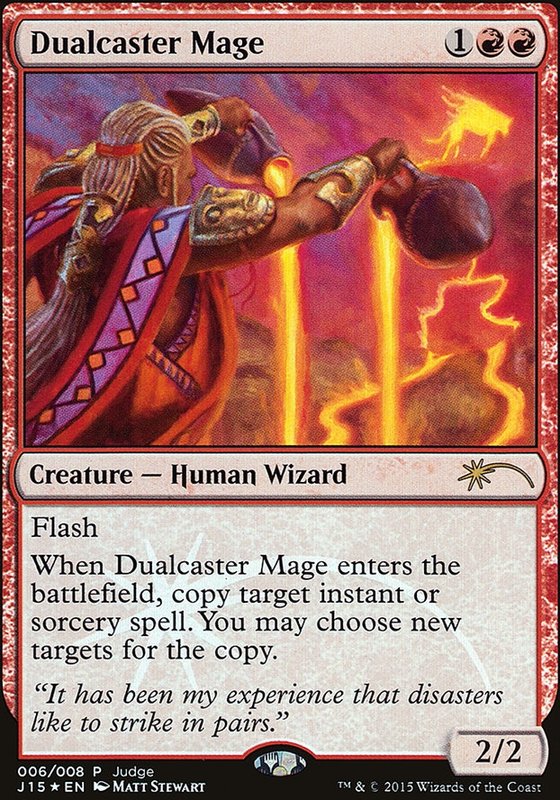 Dualcaster Mage 1
Creature — Human Wizard
Flash
When Dualcaster Mage enters the
battlefield, copy target instant or
sorcery spell. You may choose new
targets for the copy.
“It has been my experience that disasters
like to strike in pairs.”
2/2
006/008 P Judge
J15 ★ EN Matt Stewart
™ & © 2015 Wizards of the Coast